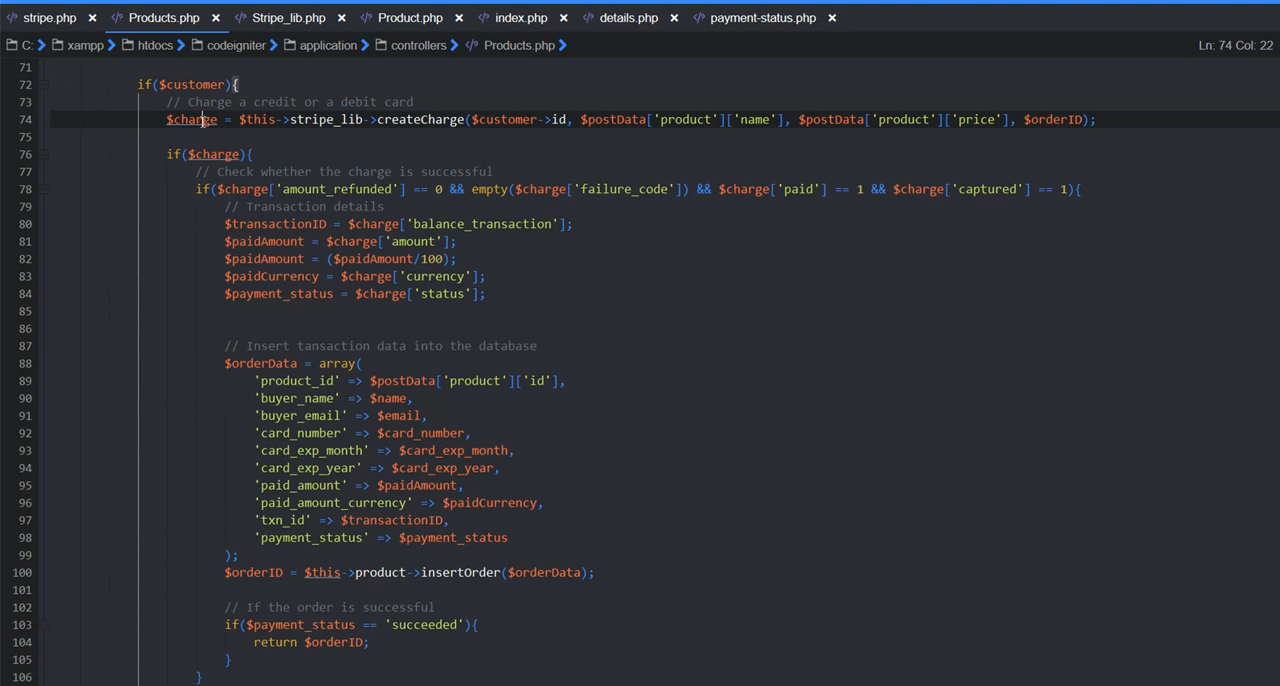 stripe.php × Products.php × Stripe_lib.php × Product.php × index.php × details.php × payment-status.php ×
C: xampp htdocs codeigniter application controllers Products.php Ln: 74 Col: 22
71
72 if($customer){
73 // Charge a credit or a debit card
74 $charge = $this->stripe_lib->createCharge($customer->id, $postData['product']['name'], $postData['product']['price'], $orderID);
75
76 if($charge){
77 // Check whether the charge is successful
78 if($charge['amount_refunded'] == 0 && empty($charge['failure_code']) && $charge['paid'] == 1 && $charge['captured'] == 1){
79 // Transaction details
80 $transactionID = $charge['balance_transaction'];
81 $paidAmount = $charge['amount'];
82 $paidAmount = ($paidAmount/100);
83 $paidCurrency = $charge['currency'];
84 $payment_status = $charge['status'];
85
86
87 // Insert tansaction data into the database
88 $orderData = array(
89 'product_id' => $postData['product']['id'],
90 'buyer_name' => $name,
91 'buyer_email' => $email,
92 'card_number' => $card_number,
93 'card_exp_month' => $card_exp_month,
94 'card_exp_year' => $card_exp_year,
95 'paid_amount' => $paidAmount,
96 'paid_amount_currency' => $paidCurrency,
97 'txn_id' => $transactionID,
98 'payment_status' => $payment_status
99 );
100 $orderID = $this->product->insertOrder($orderData);
101
102 // If the order is successful
103 if($payment_status == 'succeeded'){
104 return $orderID;
105 }
106 }